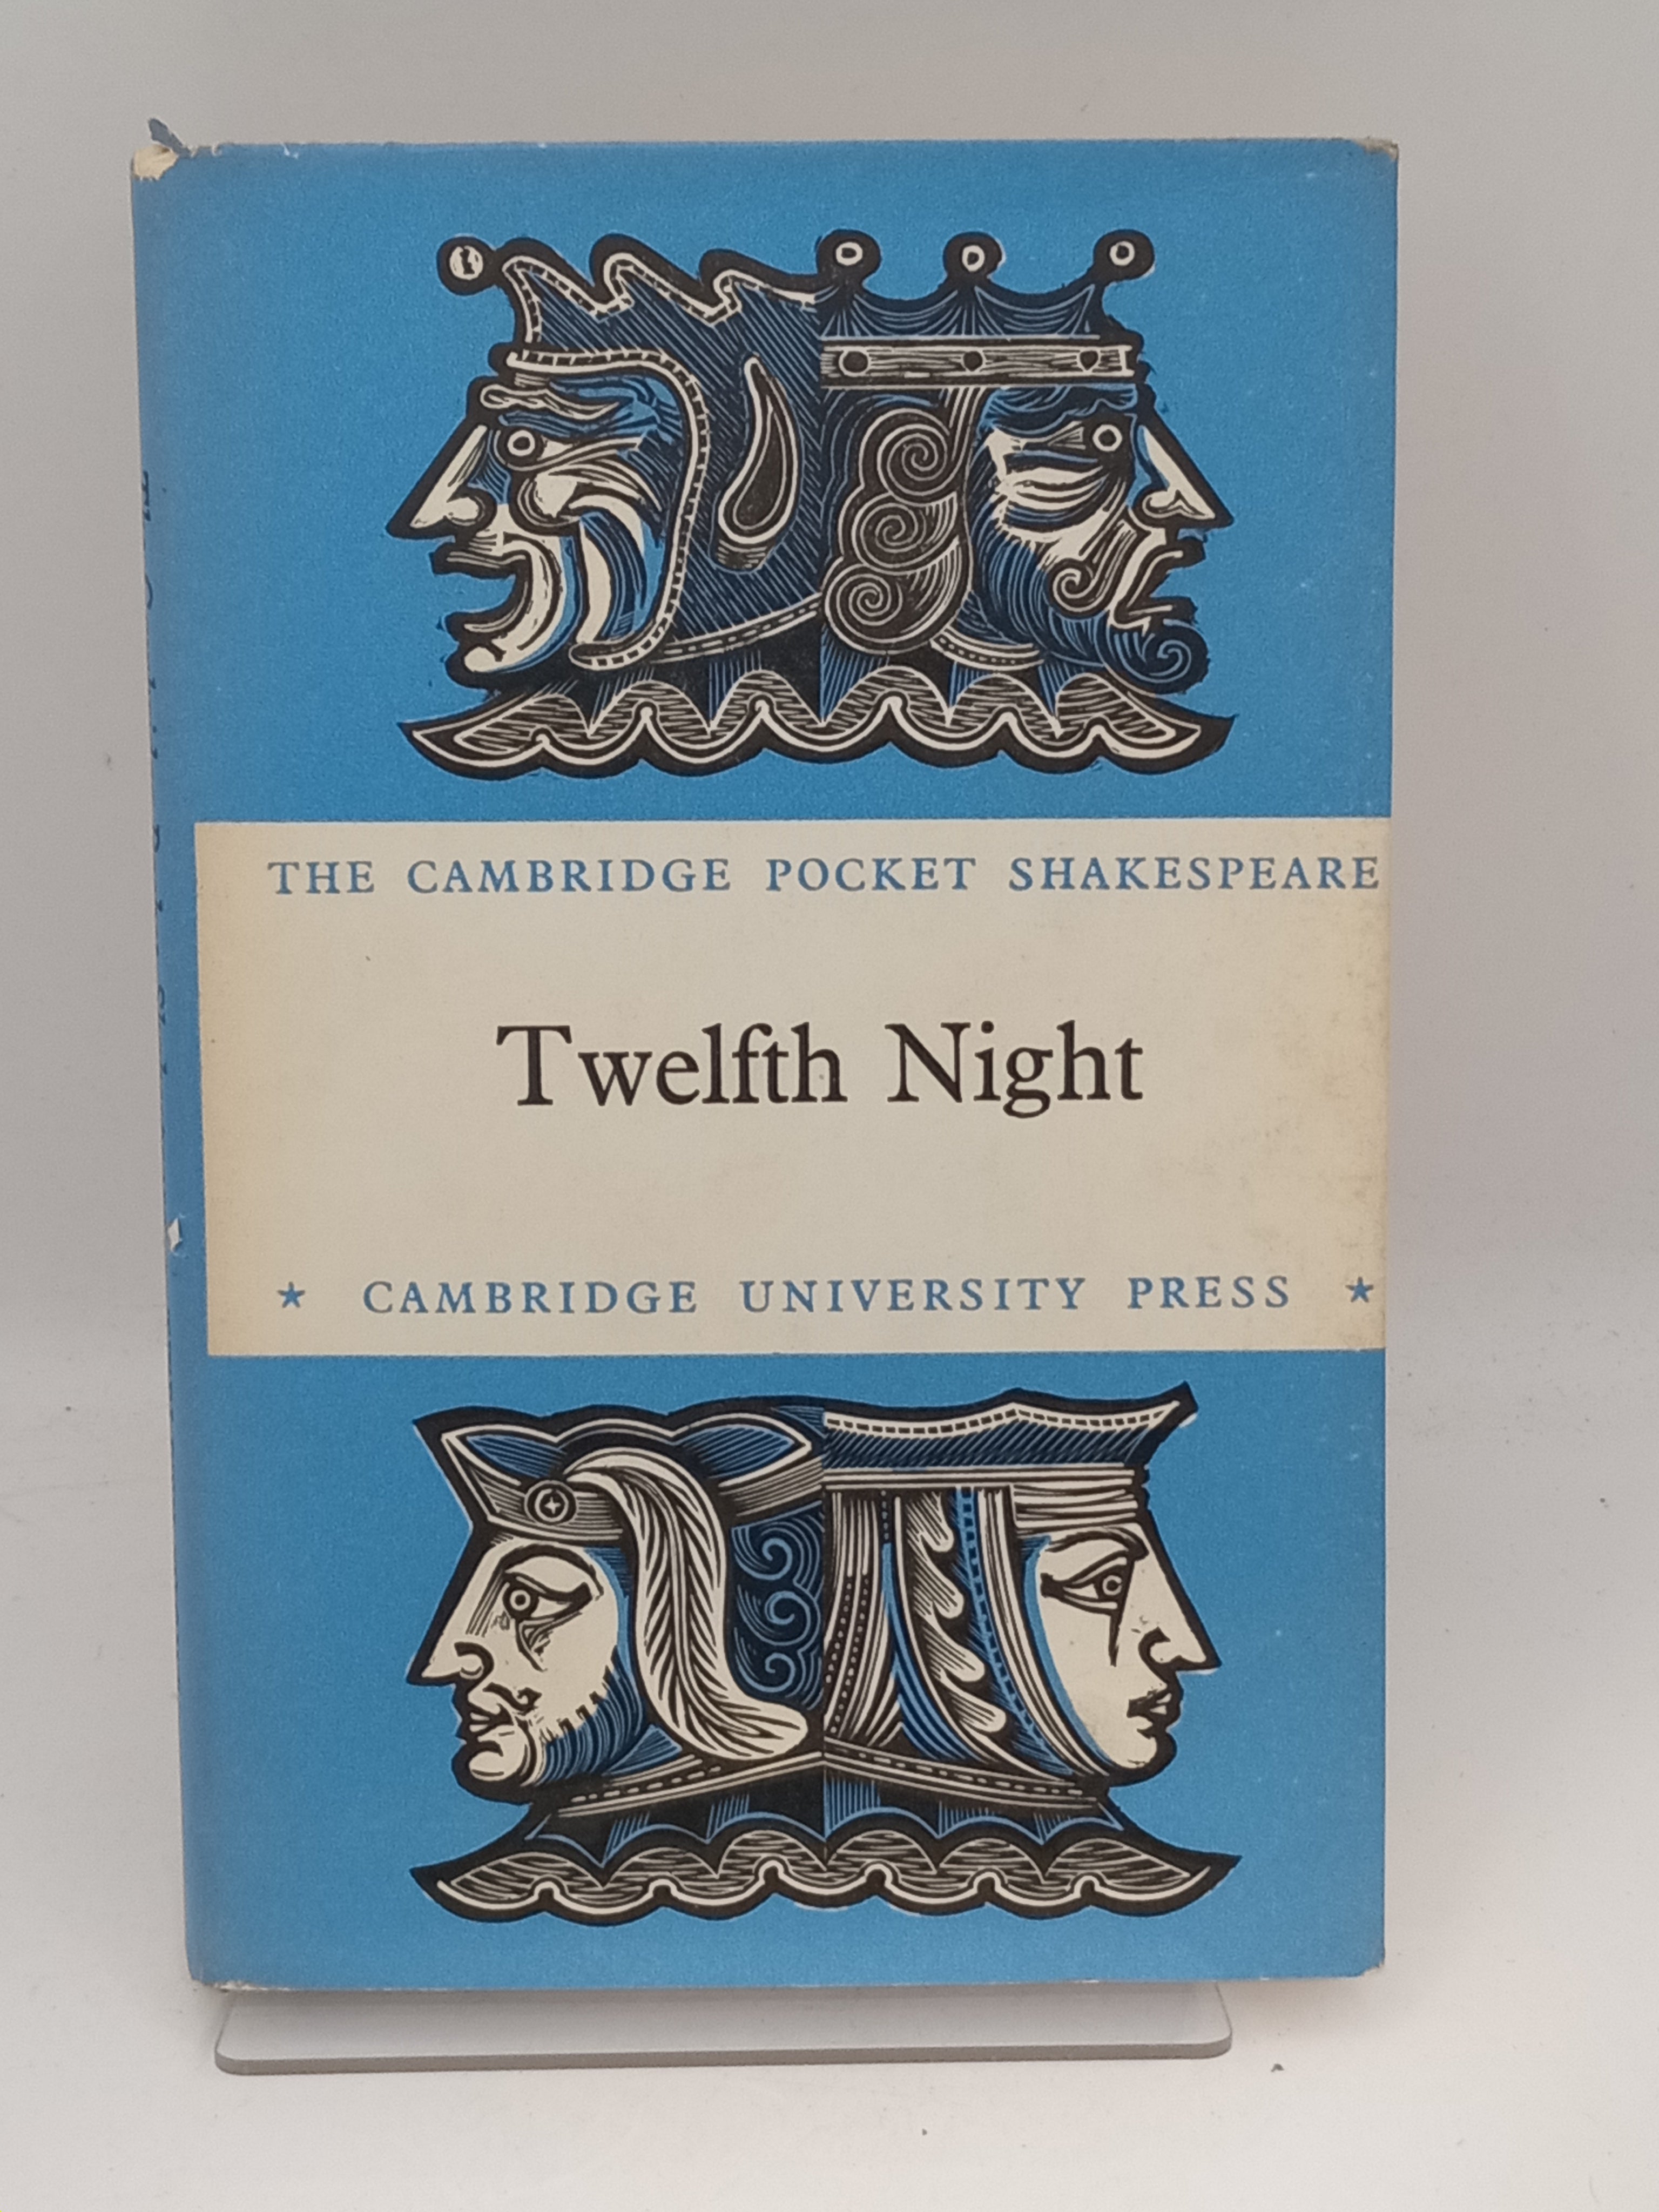 THE CAMBRIDGE POCKET SHAKESPEARE
Twelfth Night
★ CAMBRIDGE UNIVERSITY PRESS ★